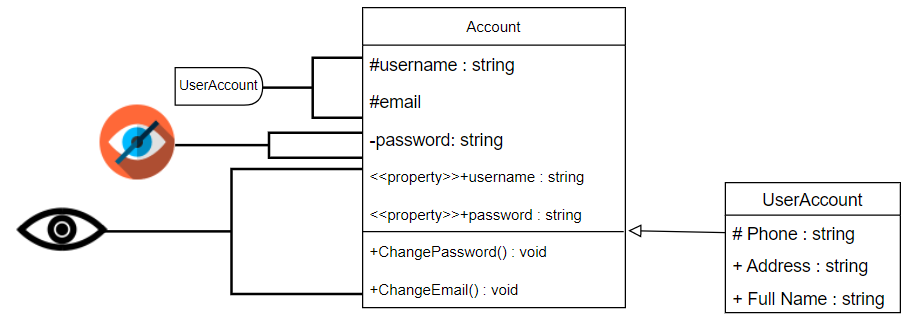 Account
#username : string
UserAccount
#email
-password: string
<<property>>+username : string
<<property>>+password : string
+ChangePassword() : void
+ChangeEmail() : void
UserAccount
# Phone : string
+ Address : string
+ Full Name : string